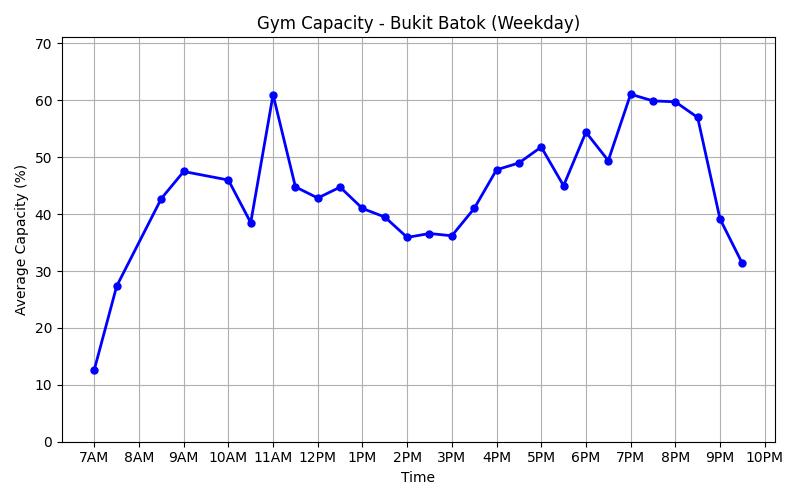 Gym Capacity - Bukit Batok (Weekday)
70
60
50
40
30
20
10
0
Average Capacity (%)
7AM 8AM 9AM 10AM 11AM 12PM 1PM 2PM 3PM 4PM 5PM 6PM 7PM 8PM 9PM 10PM
Time